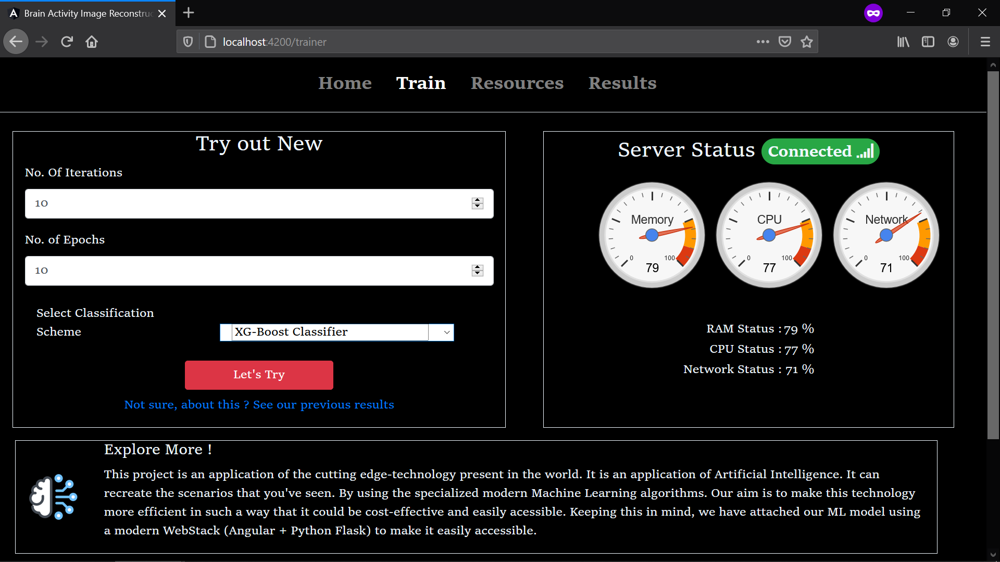 Brain Activity Image Reconstruc
localhost:4200/trainer
Home Train Resources Results
Try out New
No. Of Iterations
10
No. of Epochs
10
Select Classification
Scheme
XG-Boost Classifier
Let's Try
Not sure, about this ? See our previous results
Server Status Connected
Memory
0 100
79
CPU
0 100
77
Network
0 100
71
RAM Status : 79 %
CPU Status : 77 %
Network Status : 71 %
Explore More !
This project is an application of the cutting edge-technology present in the world. It is an application of Artificial Intelligence. It can
recreate the scenarios that you've seen. By using the specialized modern Machine Learning algorithms. Our aim is to make this technology
more efficient in such a way that it could be cost-effective and easily acessible. Keeping this in mind, we have attached our ML model using
a modern WebStack (Angular + Python Flask) to make it easily accessible.